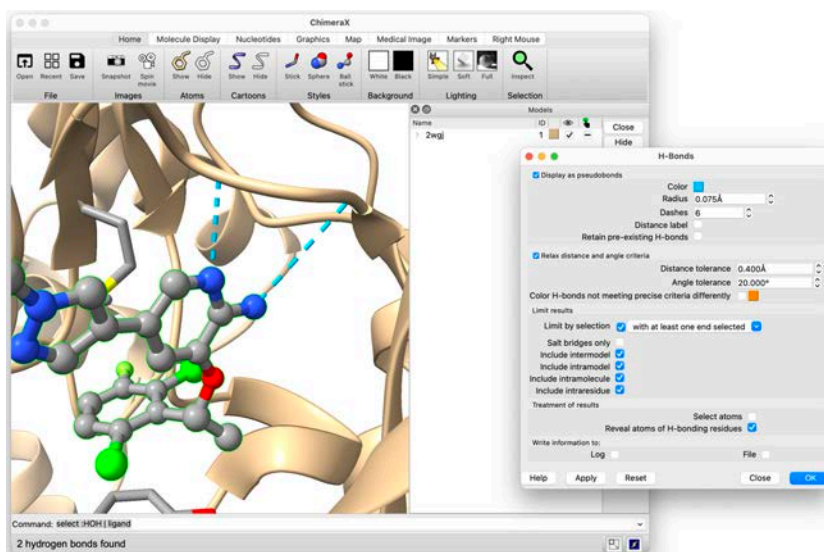 ChimeraX
Home Molecule Display Nucleotides Graphics Map Medical Image Markers Right Mouse
Open Recent Save Snapshot Spin movie Show Hide Show Hide Stick Sphere Ball stick White Black Simple Soft Full Inspect
File Images Atoms Cartoons Styles Background Lighting Selection
Models
Name ID
2wgj 1
Close
Hide
H-Bonds
Display as pseudobonds
Color
Radius 0.075Å
Dashes 6
Distance label
Retain pre-existing H-bonds
Relax distance and angle criteria
Distance tolerance 0.400Å
Angle tolerance 20.000°
Color H-bonds not meeting precise criteria differently
Limit results
Limit by selection with at least one end selected
Salt bridges only
Include intermodel
Include intramodel
Include intramolecule
Include intraresidue
Treatment of results
Select atoms
Reveal atoms of H-bonding residues
Write information to:
Log File
Help Apply Reset Close OK
Command: select :HOH | ligand
2 hydrogen bonds found